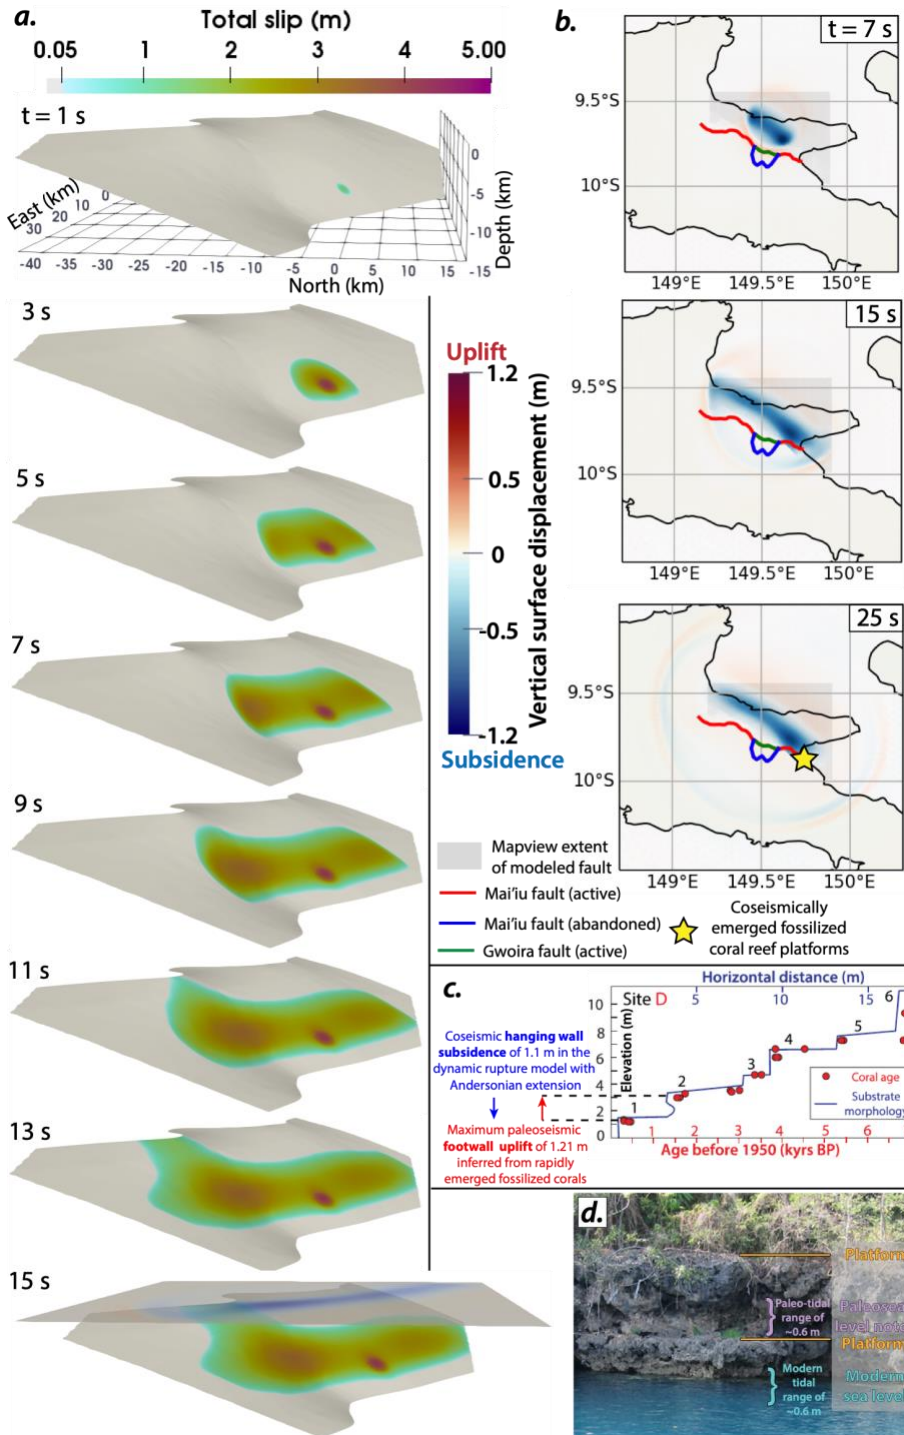 a.
Total slip (m)
0.05 1 2 3 4 5.00
t = 1 s
East (km)
0
10
20
30
-40 -35 -30 -25 -20 -15 -10 -5 0 5 10 15
North (km)
0
-5
-10
-15
Depth (km)
3 s
5 s
7 s
9 s
11 s
13 s
15 s
Uplift
1.2
0.5
0
-0.5
-1.2
Vertical surface displacement (m)
Subsidence
b.
t = 7 s
9.5°S
10°S
149°E 149.5°E 150°E
15 s
9.5°S
10°S
149°E 149.5°E 150°E
25 s
9.5°S
10°S
149°E 149.5°E 150°E
Mapview extent
of modeled fault
Mai'iu fault (active)
Mai'iu fault (abandoned)
Gwoira fault (active)
Coseismically
emerged fossilized
coral reef platforms
c.
Horizontal distance (m)
5 10 15
Site D
Elevation (m)
10
8
6
4
2
0
1
2
3
4
5
6
Coral age
Substrate
morphology
1 2 3 4 5 6
Age before 1950 (kyrs BP)
Coseismic hanging wall
subsidence of 1.1 m in the
dynamic rupture model with
Andersonian extension
Maximum paleoseismic
footwall uplift of 1.21 m
inferred from rapidly
emerged fossilized corals
d.
Platform
Paleo-tidal
range of
~0.6 m
Paleosea
level notc
Platform
Modern
tidal
range of
~0.6 m
Modern
sea level